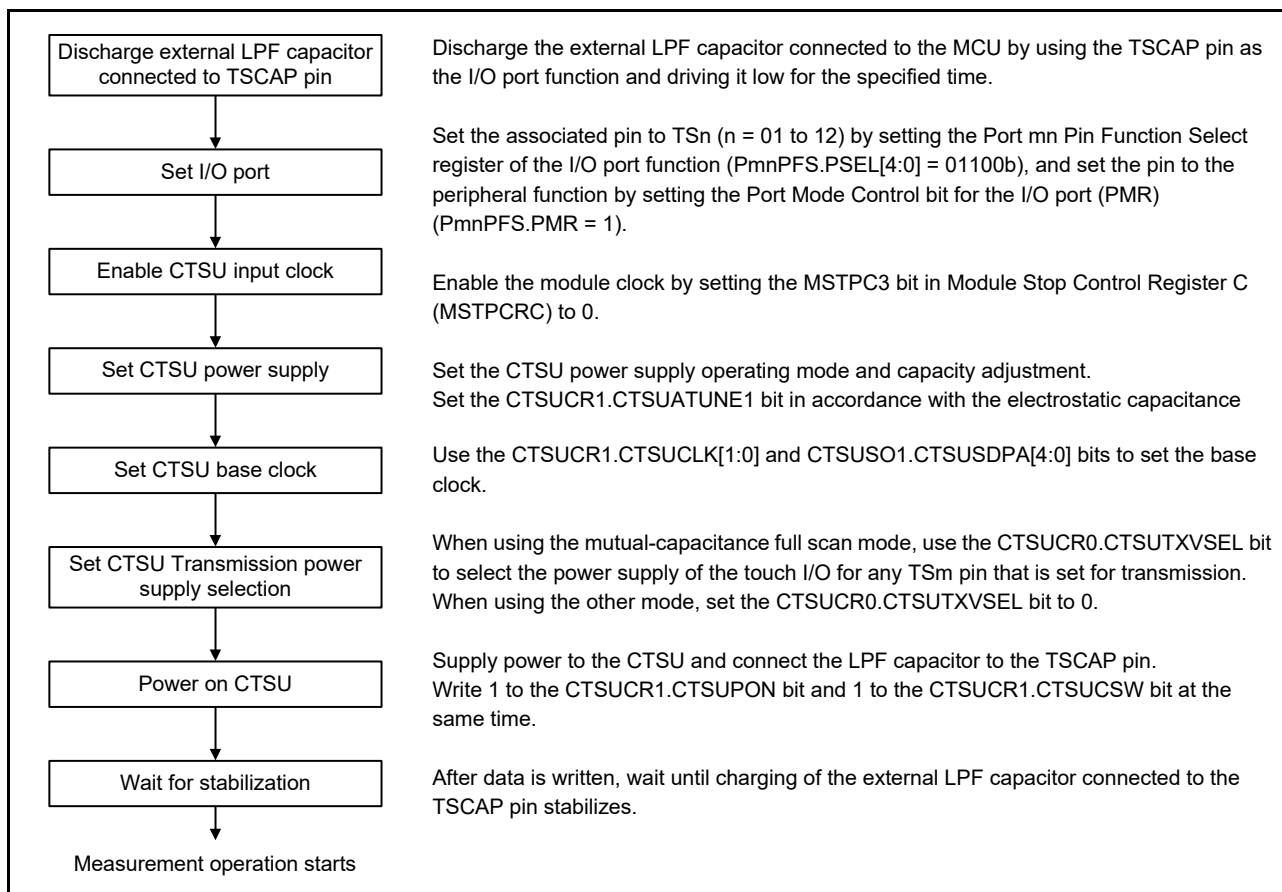 Discharge external LPF capacitor
connected to TSCAP pin
Discharge the external LPF capacitor connected to the MCU by using the TSCAP pin as
the I/O port function and driving it low for the specified time.
Set I/O port
Set the associated pin to TSn (n = 01 to 12) by setting the Port mn Pin Function Select
register of the I/O port function (PmnPFS.PSEL[4:0] = 01100b), and set the pin to the
peripheral function by setting the Port Mode Control bit for the I/O port (PMR)
(PmnPFS.PMR = 1).
Enable CTSU input clock
Enable the module clock by setting the MSTPC3 bit in Module Stop Control Register C
(MSTPCRC) to 0.
Set CTSU power supply
Set the CTSU power supply operating mode and capacity adjustment.
Set the CTSUCR1.CTSUATUNE1 bit in accordance with the electrostatic capacitance
Set CTSU base clock
Use the CTSUCR1.CTSUCLK[1:0] and CTSUSO1.CTSUSDPA[4:0] bits to set the base
clock.
Set CTSU Transmission power
supply selection
When using the mutual-capacitance full scan mode, use the CTSUCR0.CTSUTXVSEL bit
to select the power supply of the touch I/O for any TSm pin that is set for transmission.
When using the other mode, set the CTSUCR0.CTSUTXVSEL bit to 0.
Power on CTSU
Supply power to the CTSU and connect the LPF capacitor to the TSCAP pin.
Write 1 to the CTSUCR1.CTSUPON bit and 1 to the CTSUCR1.CTSUCSW bit at the
same time.
Wait for stabilization
After data is written, wait until charging of the external LPF capacitor connected to the
TSCAP pin stabilizes.
Measurement operation starts